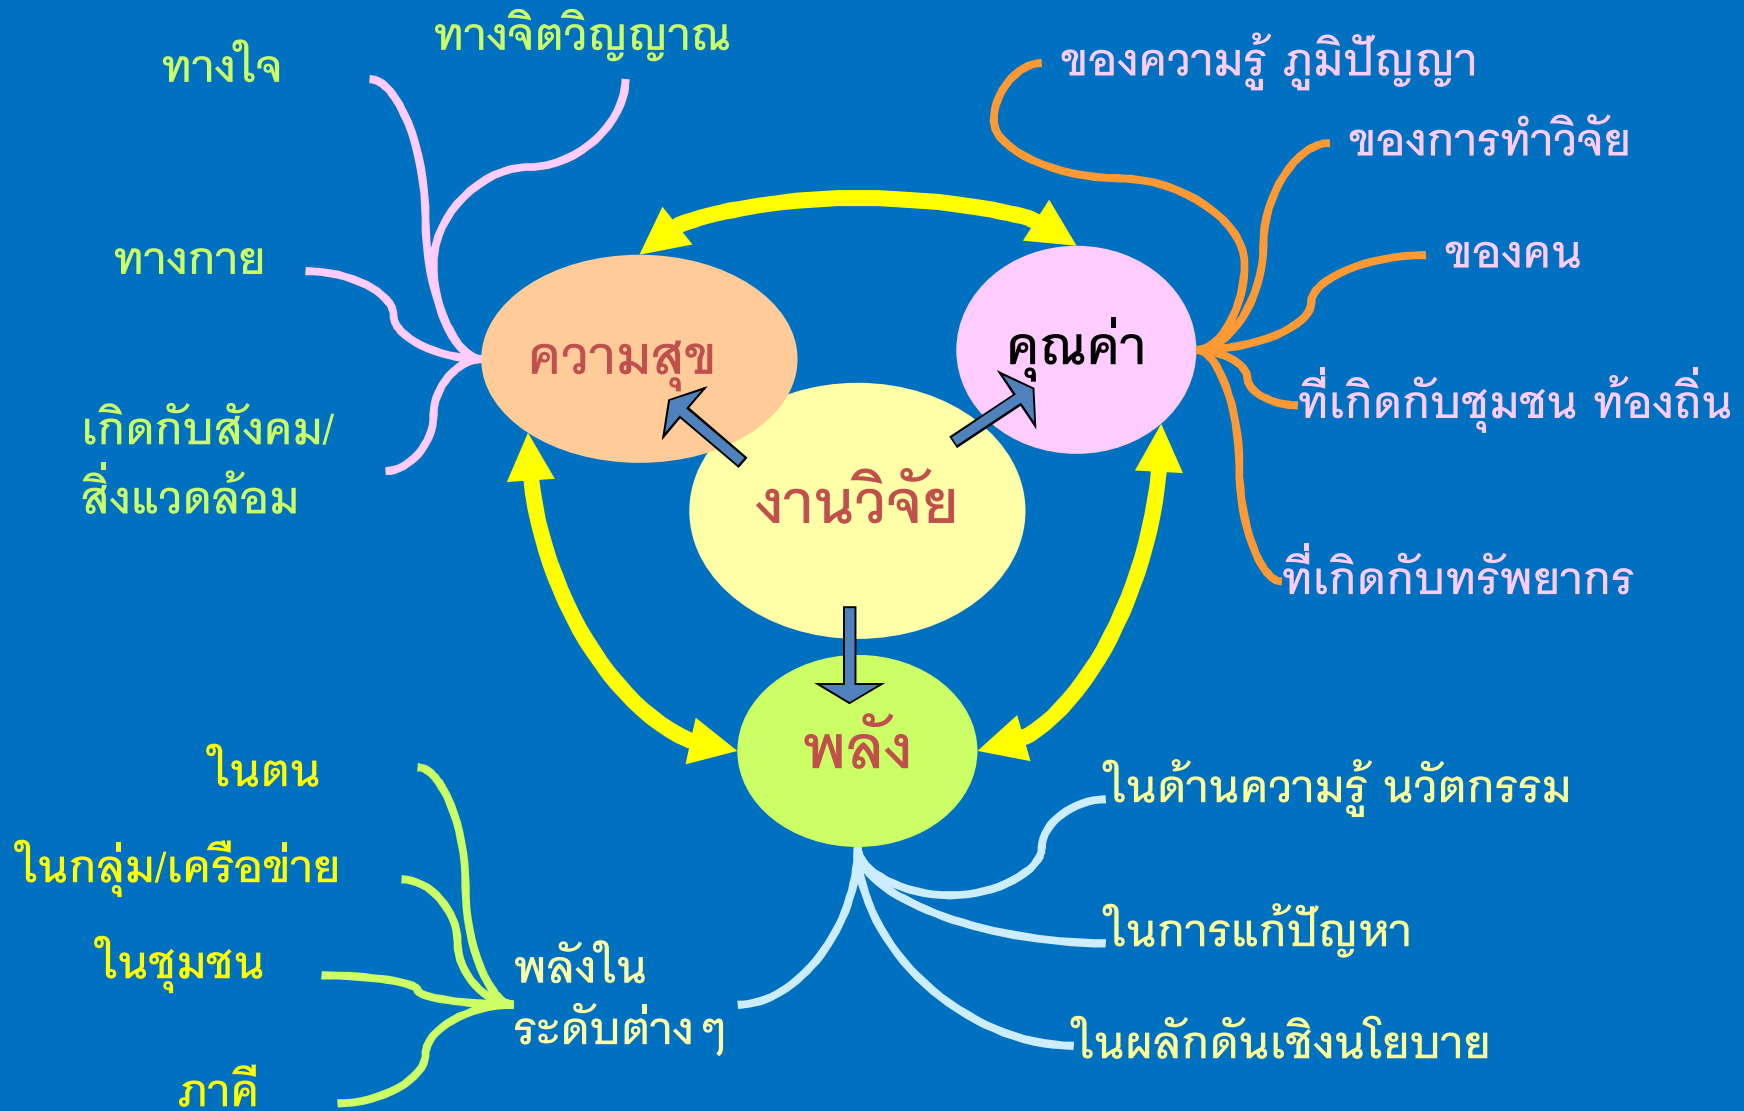 ทางจิตวิญญาณ
ทางใจ
ทางกาย
เกิดกับสังคม/
สิ่งแวดล้อม
ความสุข
ของความรู้ ภูมิปัญญา
ของการทำวิจัย
ของคน
ที่เกิดกับชุมชน ท้องถิ่น
ที่เกิดกับทรัพยากร
คุณค่า
งานวิจัย
พลัง
ในตน
ในกลุ่ม/เครือข่าย
ในชุมชน
ภาคี
พลังใน
ระดับต่าง ๆ
ในด้านความรู้ นวัตกรรม
ในการแก้ปัญหา
ในผลักดันเชิงนโยบาย